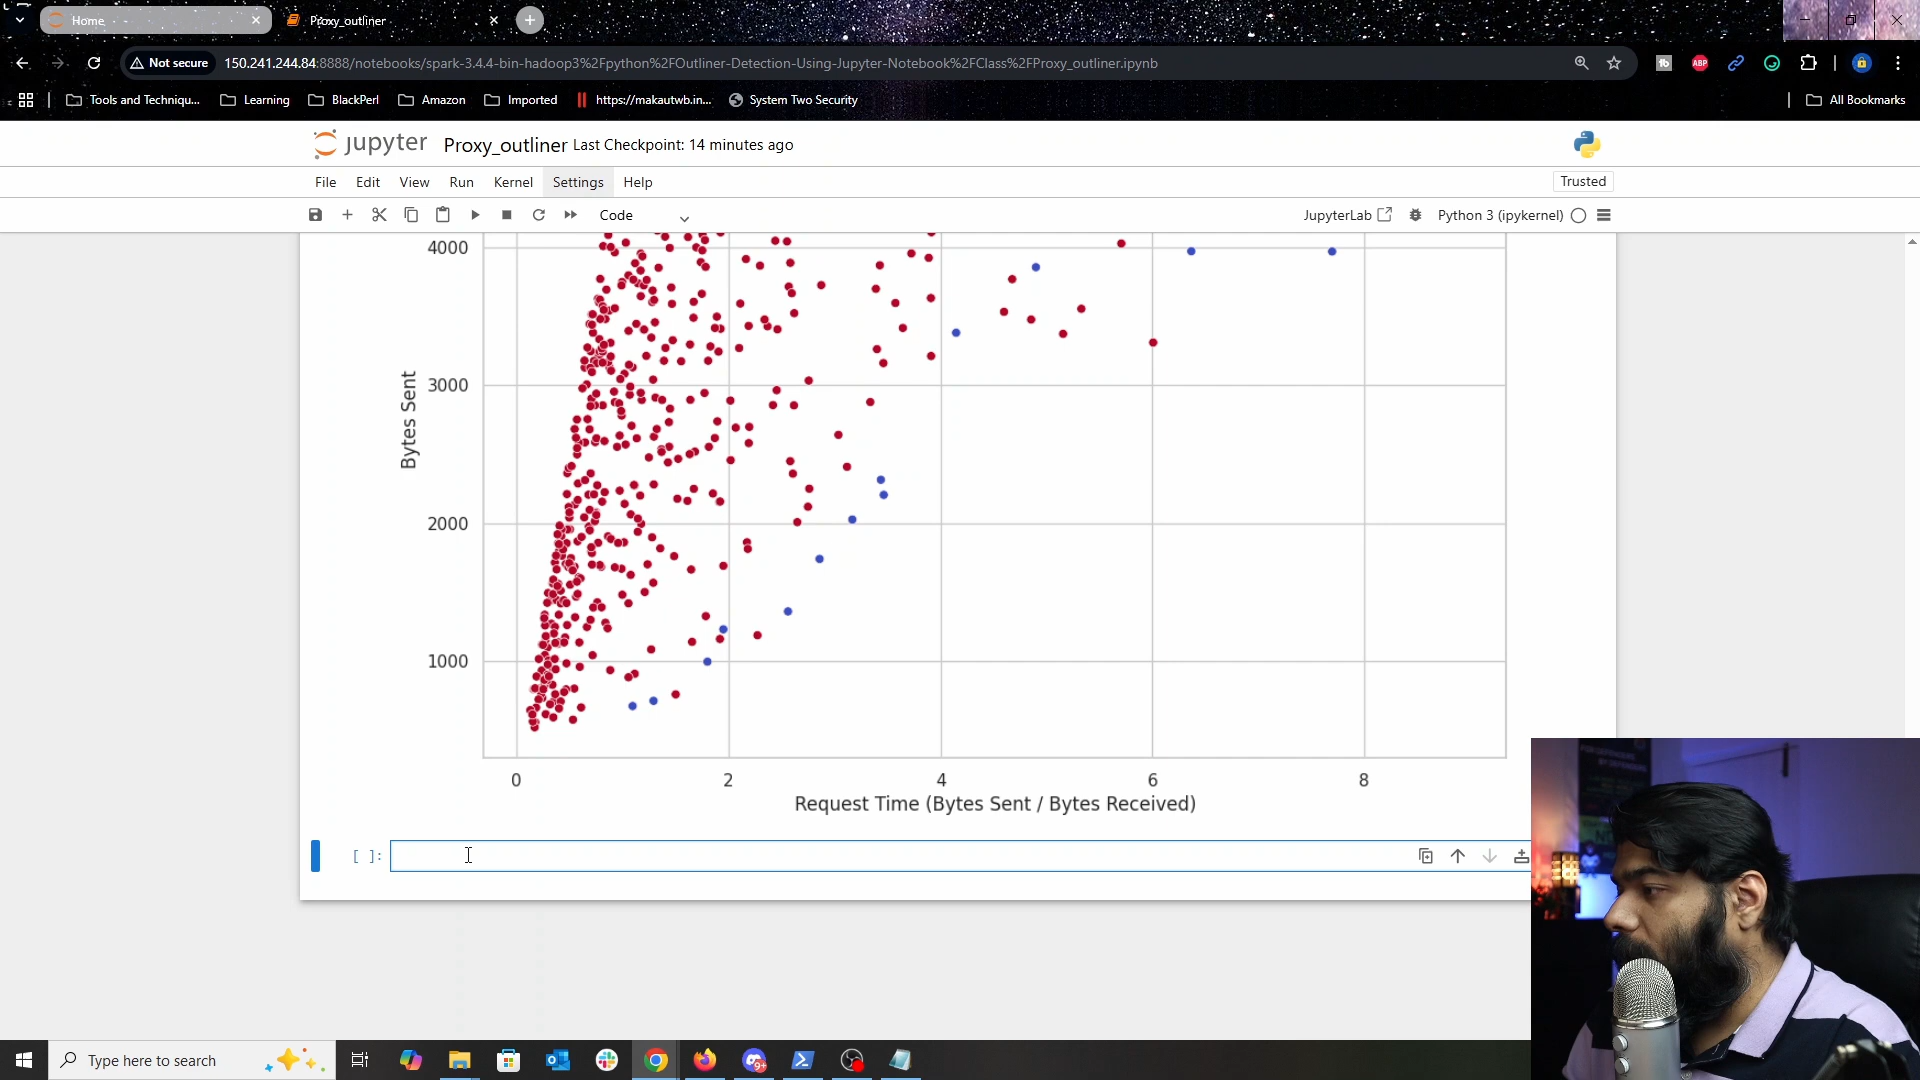 Home
Proxy_outliner
Not secure
150.241.244.84:8888/notebooks/spark-3.4.4-bin-hadoop3%2Fpython%2FOutliner-Detection-Using-Jupyter-Notebook%2FClass%2FProxy_outliner.ipynb
ABP
Tools and Techniqu...
Learning
BlackPerl
Amazon
Imported
https://makautwb.in...
System Two Security
All Bookmarks
jupyter
Proxy_outliner Last Checkpoint: 14 minutes ago
File Edit View Run Kernel Settings Help
Trusted
Code
JupyterLab
Python 3 (ipykernel)
4000
3000
2000
1000
Bytes Sent
0 2 4 6 8
Request Time (Bytes Sent / Bytes Received)
[ ]:
Type here to search
9+